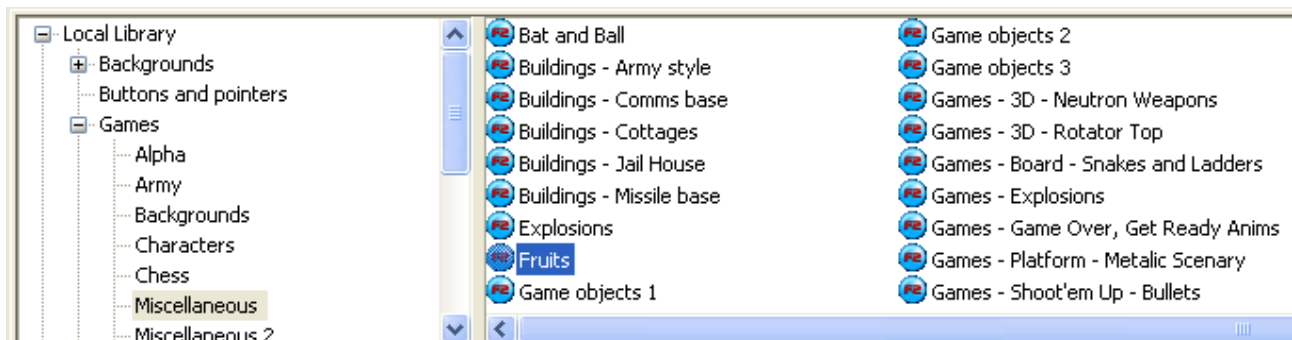 Local Library
Backgrounds
Buttons and pointers
Games
Alpha
Army
Backgrounds
Characters
Chess
Miscellaneous
Miscellaneous 2
Bat and Ball
Buildings - Army style
Buildings - Comms base
Buildings - Cottages
Buildings - Jail House
Buildings - Missile base
Explosions
Fruits
Game objects 1
Game objects 2
Game objects 3
Games - 3D - Neutron Weapons
Games - 3D - Rotator Top
Games - Board - Snakes and Ladders
Games - Explosions
Games - Game Over, Get Ready Anims
Games - Platform - Metalic Scenary
Games - Shoot'em Up - Bullets